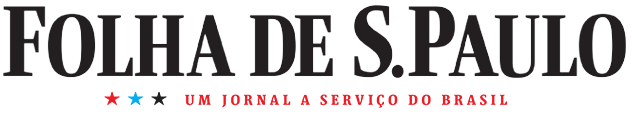 FOLHA DE S.PAULO
UM JORNAL A SERVIÇO DO BRASIL